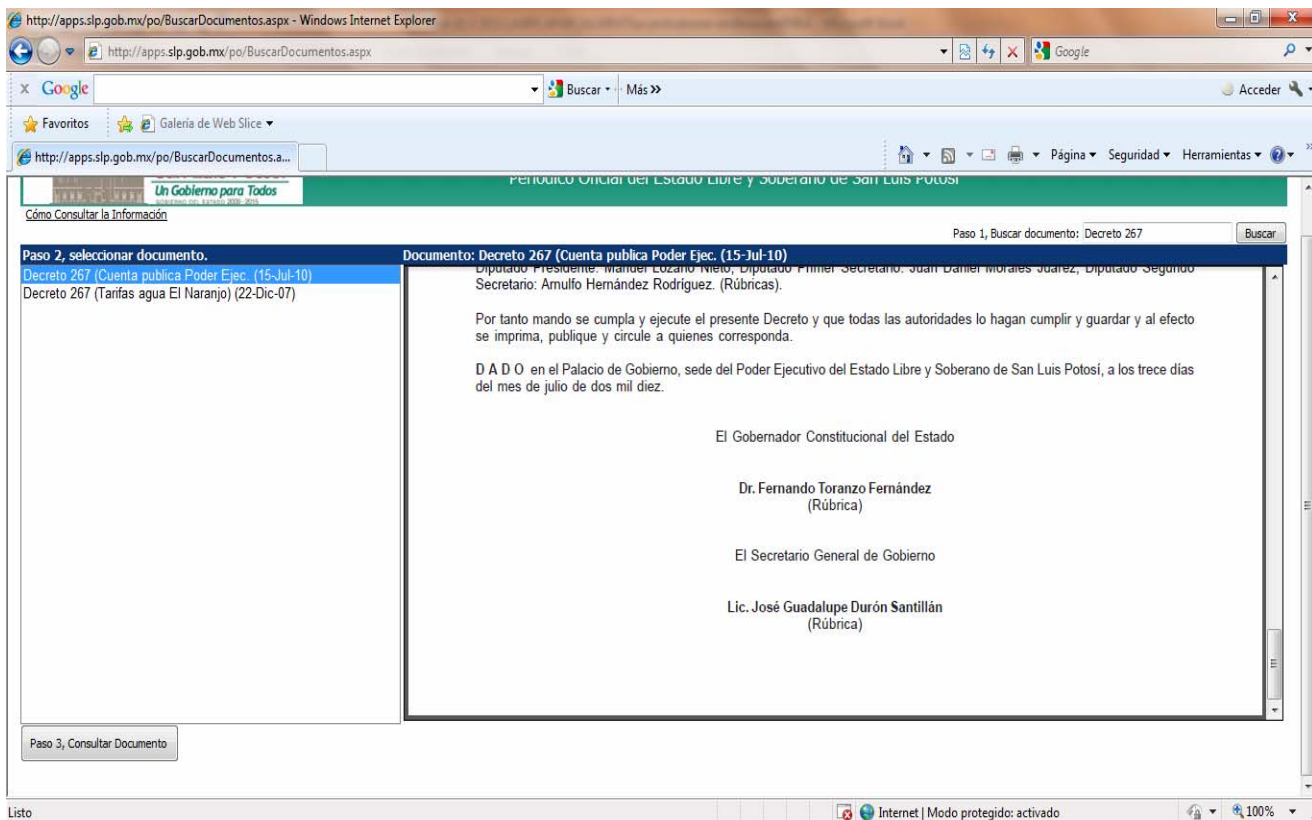 http://apps.slp.gob.mx/po/BuscarDocumentos.aspx - Windows Internet Explorer
http://apps.slp.gob.mx/po/BuscarDocumentos.aspx
Google
x Google
Buscar
Más >>
Acceder
Favoritos
Galería de Web Slice
http://apps.slp.gob.mx/po/BuscarDocumentos.a...
Página
Seguridad
Herramientas
Un Gobierno para Todos
Periódico Oficial del Estado Libre y Soberano de San Luis Potosí
Cómo Consultar la Información
Paso 1, Buscar documento: Decreto 267
Buscar
Paso 2, seleccionar documento.
Decreto 267 (Cuenta publica Poder Ejec. (15-Jul-10)
Decreto 267 (Tarifas agua El Naranjo) (22-Dic-07)
Documento: Decreto 267 (Cuenta publica Poder Ejec. (15-Jul-10)
Diputado Presidente: Manuel Lozano Nieto, Diputado Primer Secretario: Juan Daniel Morales Juárez, Diputado Segundo
Secretario: Arnulfo Hernández Rodríguez. (Rúbricas).
Por tanto mando se cumpla y ejecute el presente Decreto y que todas las autoridades lo hagan cumplir y guardar y al efecto
se imprima, publique y circule a quienes corresponda.
D A D O en el Palacio de Gobierno, sede del Poder Ejecutivo del Estado Libre y Soberano de San Luis Potosí, a los trece días
del mes de julio de dos mil diez.
El Gobernador Constitucional del Estado
Dr. Fernando Toranzo Fernández
(Rúbrica)
El Secretario General de Gobierno
Lic. José Guadalupe Durón Santillán
(Rúbrica)
Paso 3, Consultar Documento
Listo
Internet | Modo protegido: activado
100%